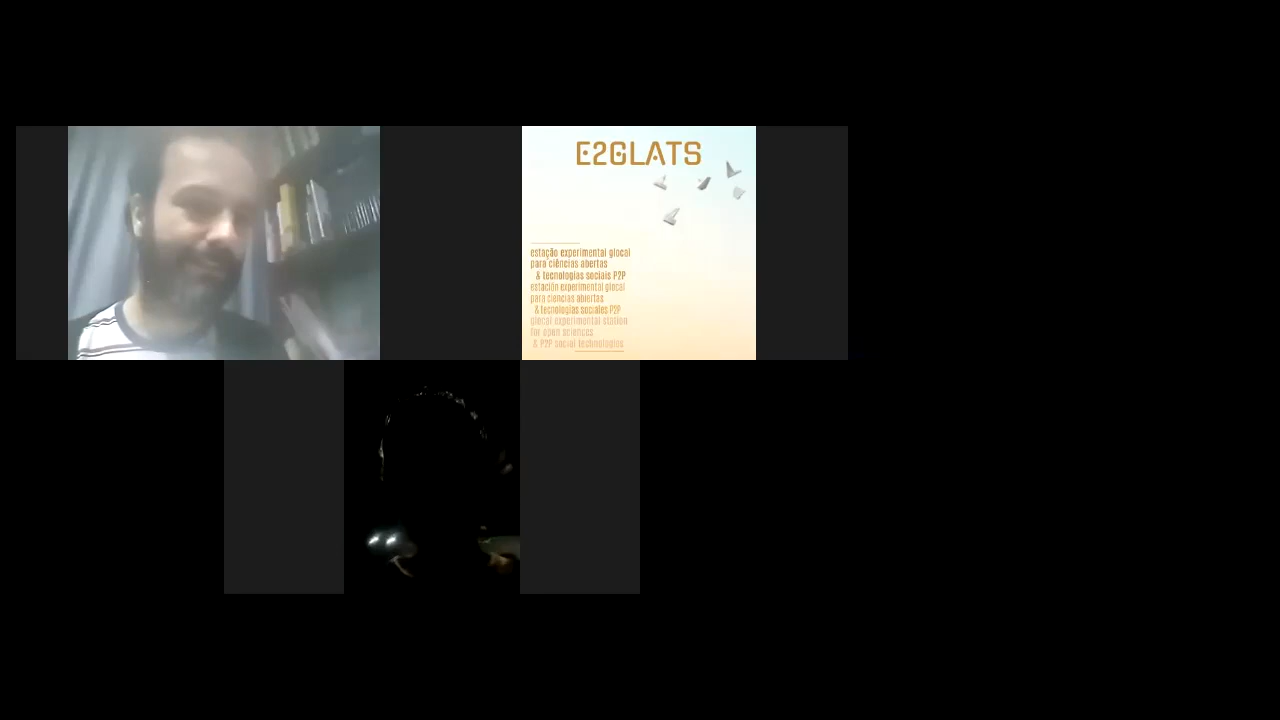 E2GLATS
estação experimental glocal
para ciências abertas
& tecnologias sociais P2P
estación experimental glocal
para ciencias abiertas
& tecnologias sociales P2P
glocal experimental station
for open sciences
& P2P social technologies